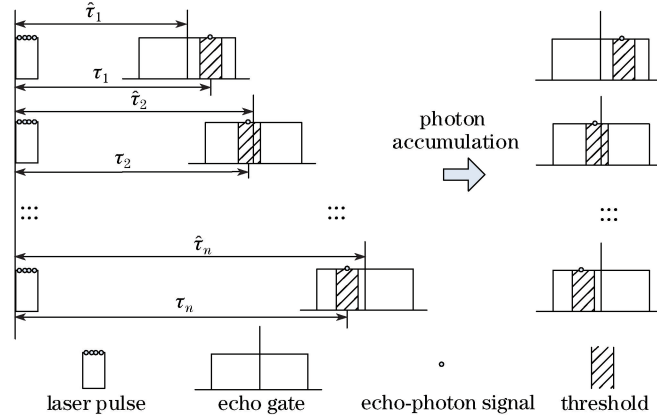 τ̂₁
τ₁
τ̂₂
τ₂
photon
accumulation
τ̂ₙ
τₙ
laser pulse
echo gate
echo-photon signal
threshold